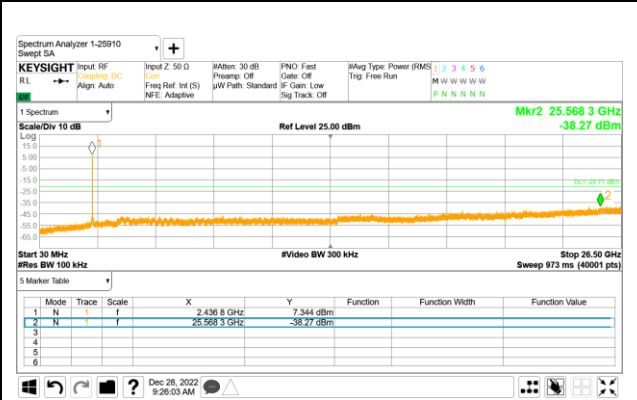 Spectrum Analyzer 1-25910
Swept SA
+
KEYSIGHT Input: RF Input Z: 50 Ω #Atten: 30 dB PNO: Fast #Avg Type: Power (RMS 1 2 3 4 5 6
RL Coupling: DC Corr Preamp: Off Gate: Off Trig: Free Run M W W W W W
Align: Auto Freq Ref: Int (S) µW Path: Standard IF Gain: Low
NFE: Adaptive Sig Track: Off P N N N N N
1 Spectrum Mkr2 25.568 3 GHz
Scale/Div 10 dB Ref Level 25.00 dBm -38.27 dBm
Log
15.0 1
5.00
-5.00
-15.0
-25.0
-35.0 2
-45.0
-55.0
-65.0
Start 30 MHz #Video BW 300 kHz Stop 26.50 GHz
#Res BW 100 kHz Sweep 973 ms (40001 pts)
5 Marker Table
Mode Trace Scale X Y Function Function Width Function Value
1 N 1 f 2.436 8 GHz 7.344 dBm
2 N 1 f 25.568 3 GHz -38.27 dBm
3
4
5
6
? Dec 28, 2022
9:26:03 AM